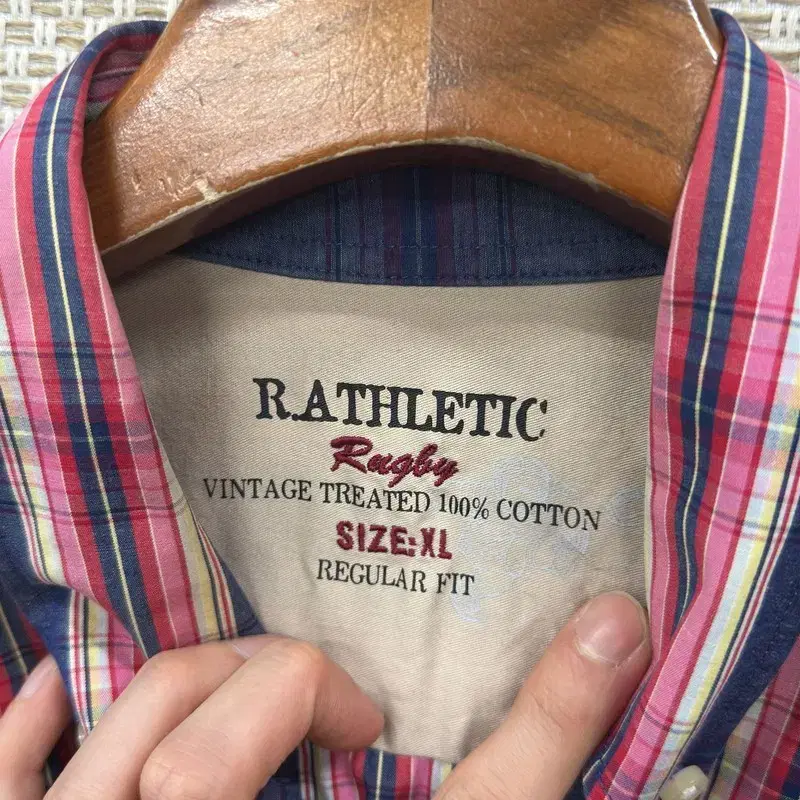 R.ATHLETIC
Rugby
VINTAGE TREATED 100% COTTON
SIZE:XL
REGULAR FIT